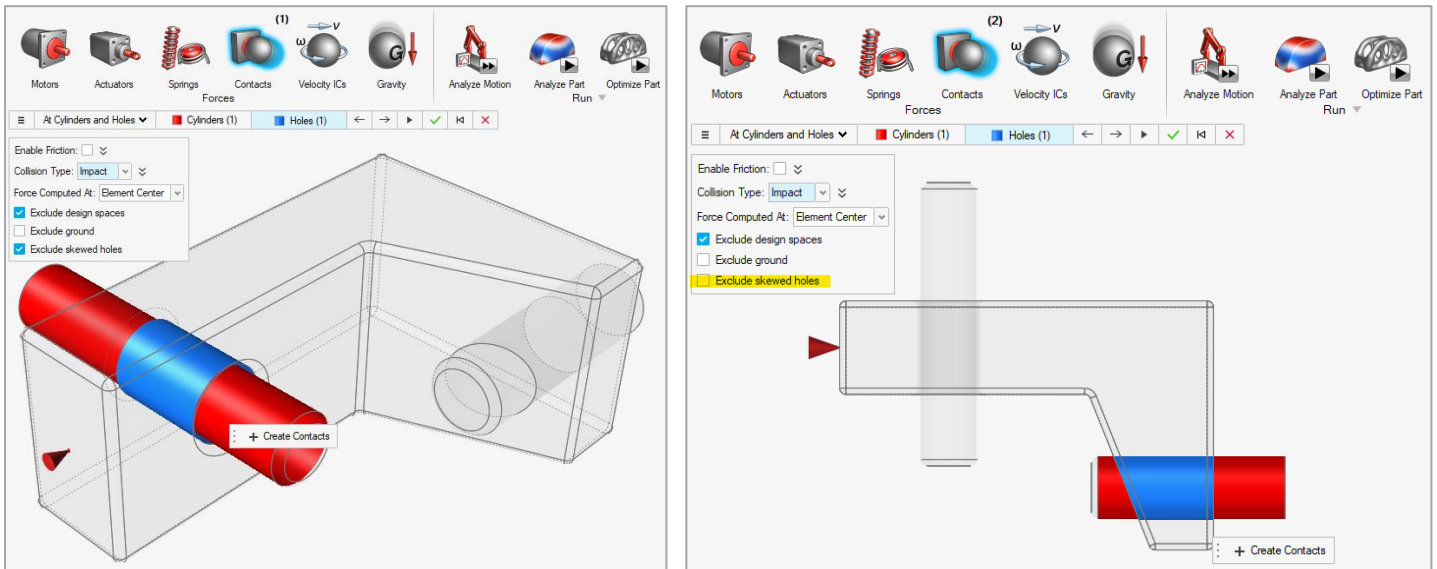 (1)
ω v
G
Motors Actuators Springs Contacts Velocity ICs Gravity Analyze Motion Analyze Part Optimize Part
Forces Run
At Cylinders and Holes Cylinders (1) Holes (1)
Enable Friction:
Collision Type: Impact
Force Computed At: Element Center
Exclude design spaces
Exclude ground
Exclude skewed holes
+ Create Contacts
(2)
ω v
G
Motors Actuators Springs Contacts Velocity ICs Gravity Analyze Motion Analyze Part Optimize Part
Forces Run
At Cylinders and Holes Cylinders (1) Holes (1)
Enable Friction:
Collision Type: Impact
Force Computed At: Element Center
Exclude design spaces
Exclude ground
Exclude skewed holes
+ Create Contacts